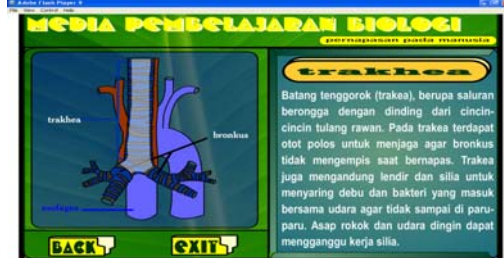 Adobe Flash Player 9
File View Control Help
MEDIA PEMBELAJARAN BIOLOGI
pernapasan pada manusia
trakhea
Batang tenggorok (trakea), berupa saluran
berongga dengan dinding dari cincin-
cincin tulang rawan. Pada trakea terdapat
otot polos untuk menjaga agar bronkus
tidak mengempis saat bernapas. Trakea
juga mengandung lendir dan silia untuk
menyaring debu dan bakteri yang masuk
bersama udara agar tidak sampai di paru-
paru. Asap rokok dan udara dingin dapat
mengganggu kerja silia.
trakhea
bronkus
BACK
EXIT